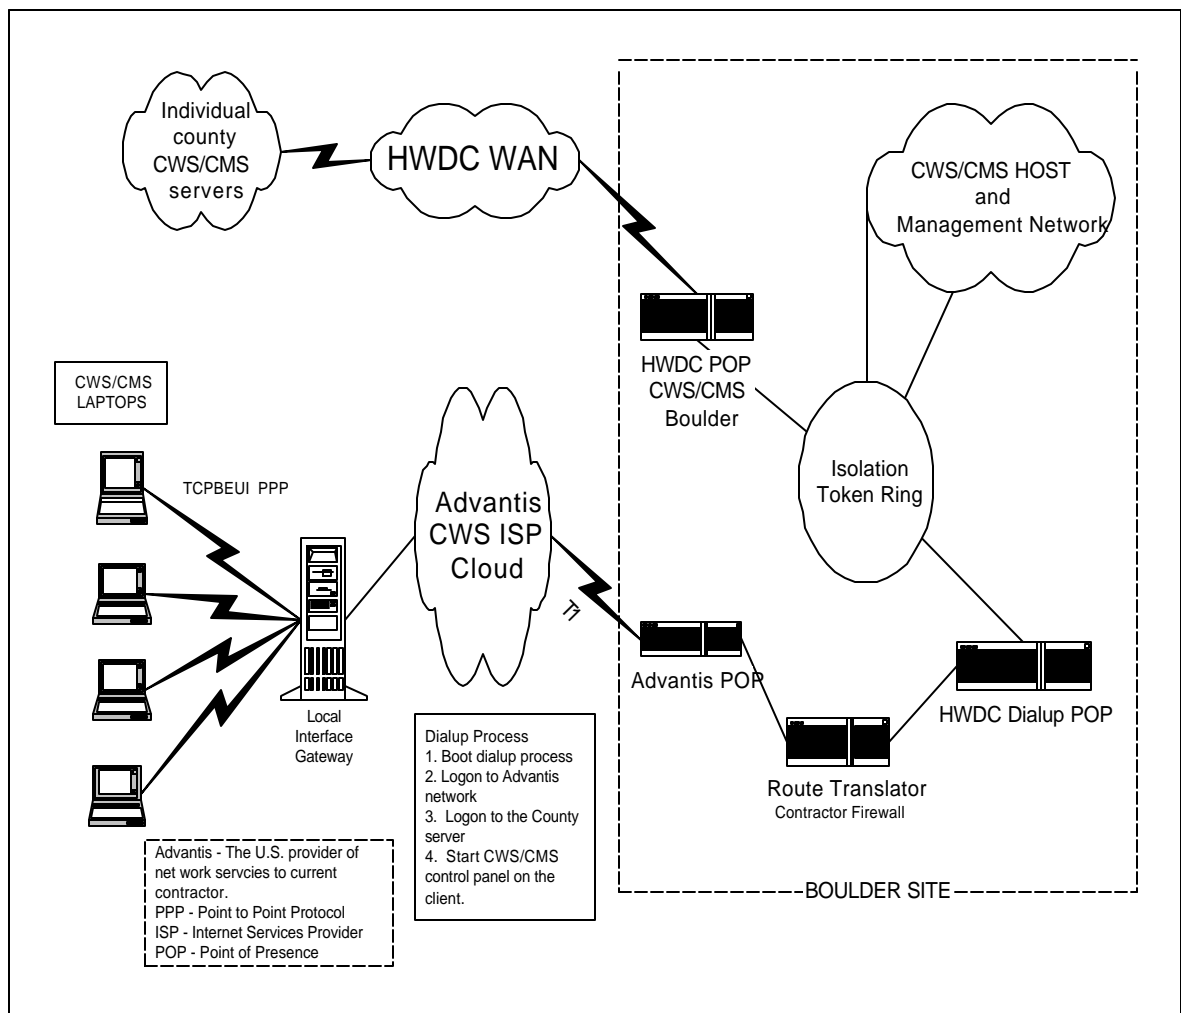 Individual
county
CWS/CMS
servers
HWDC WAN
CWS/CMS HOST
and
Management Network
HWDC POP
CWS/CMS
Boulder
CWS/CMS
LAPTOPS
TCPBEUI PPP
Advantis
CWS ISP
Cloud
T1
Isolation
Token Ring
Advantis POP
HWDC Dialup POP
Route Translator
Contractor Firewall
Local
Interface
Gateway
Dialup Process
1. Boot dialup process
2. Logon to Advantis
network
3. Logon to the County
server
4. Start CWS/CMS
control panel on the
client.
Advantis - The U.S. provider of
net work servcies to current
contractor.
PPP - Point to Point Protocol
ISP - Internet Services Provider
POP - Point of Presence
BOULDER SITE